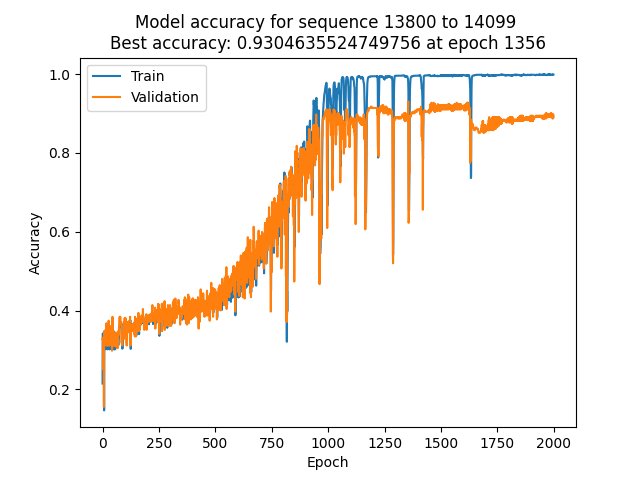 Model accuracy for sequence 13800 to 14099
Best accuracy: 0.9304635524749756 at epoch 1356
Train
Validation
1.0
0.8
0.6
0.4
0.2
Accuracy
0
250
500
750
1000
1250
1500
1750
2000
Epoch